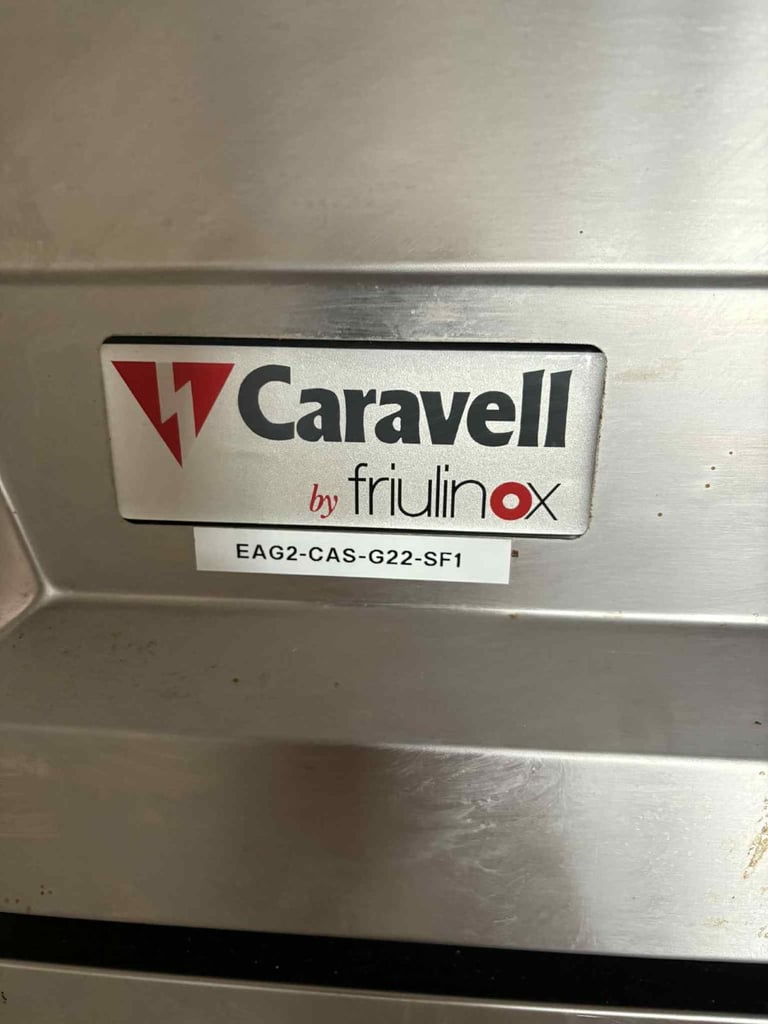 Caravell
by friulinox
EAG2-CAS-G22-SF1